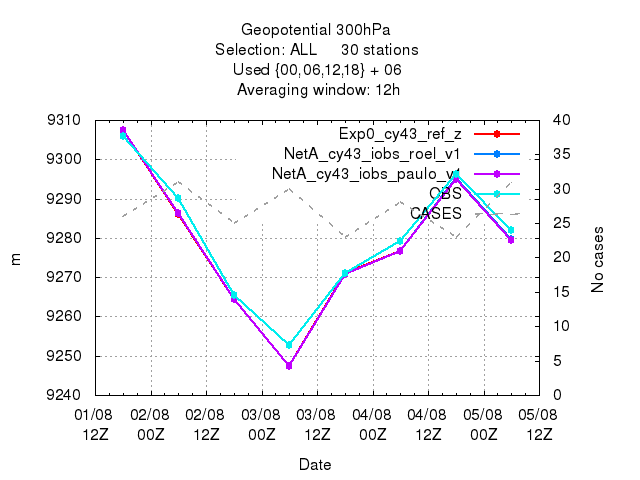 Geopotential 300hPa
Selection: ALL 30 stations
Used {00,06,12,18} + 06
Averaging window: 12h
Exp0_cy43_ref_z
NetA_cy43_iobs_roel_v1
NetA_cy43_iobs_paulo_v1
OBS
CASES
9310
9300
9290
9280
9270
9260
9250
9240
m
40
35
30
25
20
15
10
5
0
No cases
01/08 02/08 02/08 03/08 03/08 04/08 04/08 05/08 05/08
12Z 00Z 12Z 00Z 12Z 00Z 12Z 00Z 12Z
Date